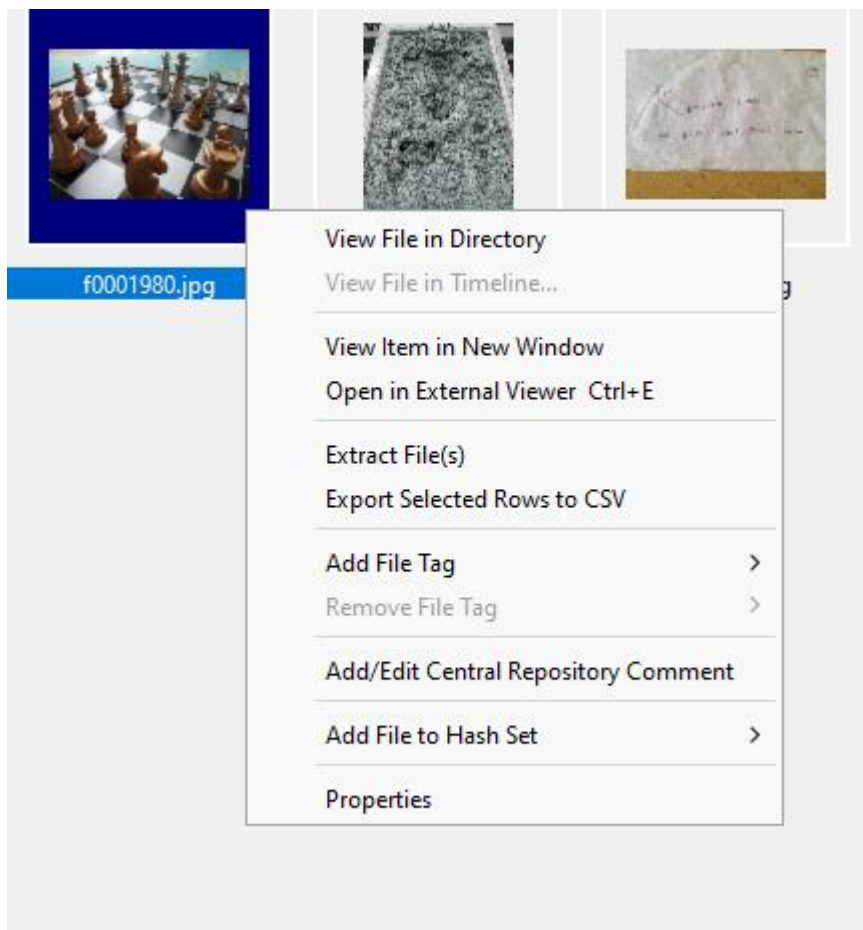 f0001980.jpg
View File in Directory
View File in Timeline...
View Item in New Window
Open in External Viewer Ctrl+E
Extract File(s)
Export Selected Rows to CSV
Add File Tag
Remove File Tag
Add/Edit Central Repository Comment
Add File to Hash Set
Properties